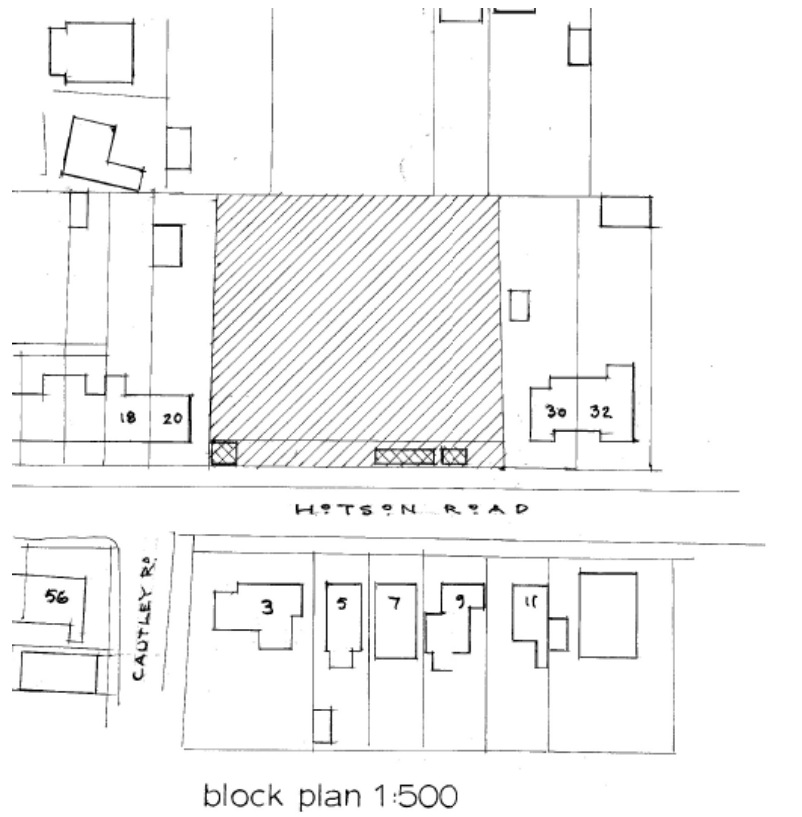 18 20
30 32
HOTSON ROAD
56
CAUTLEY RD.
3 5 7 9 11
block plan 1:500